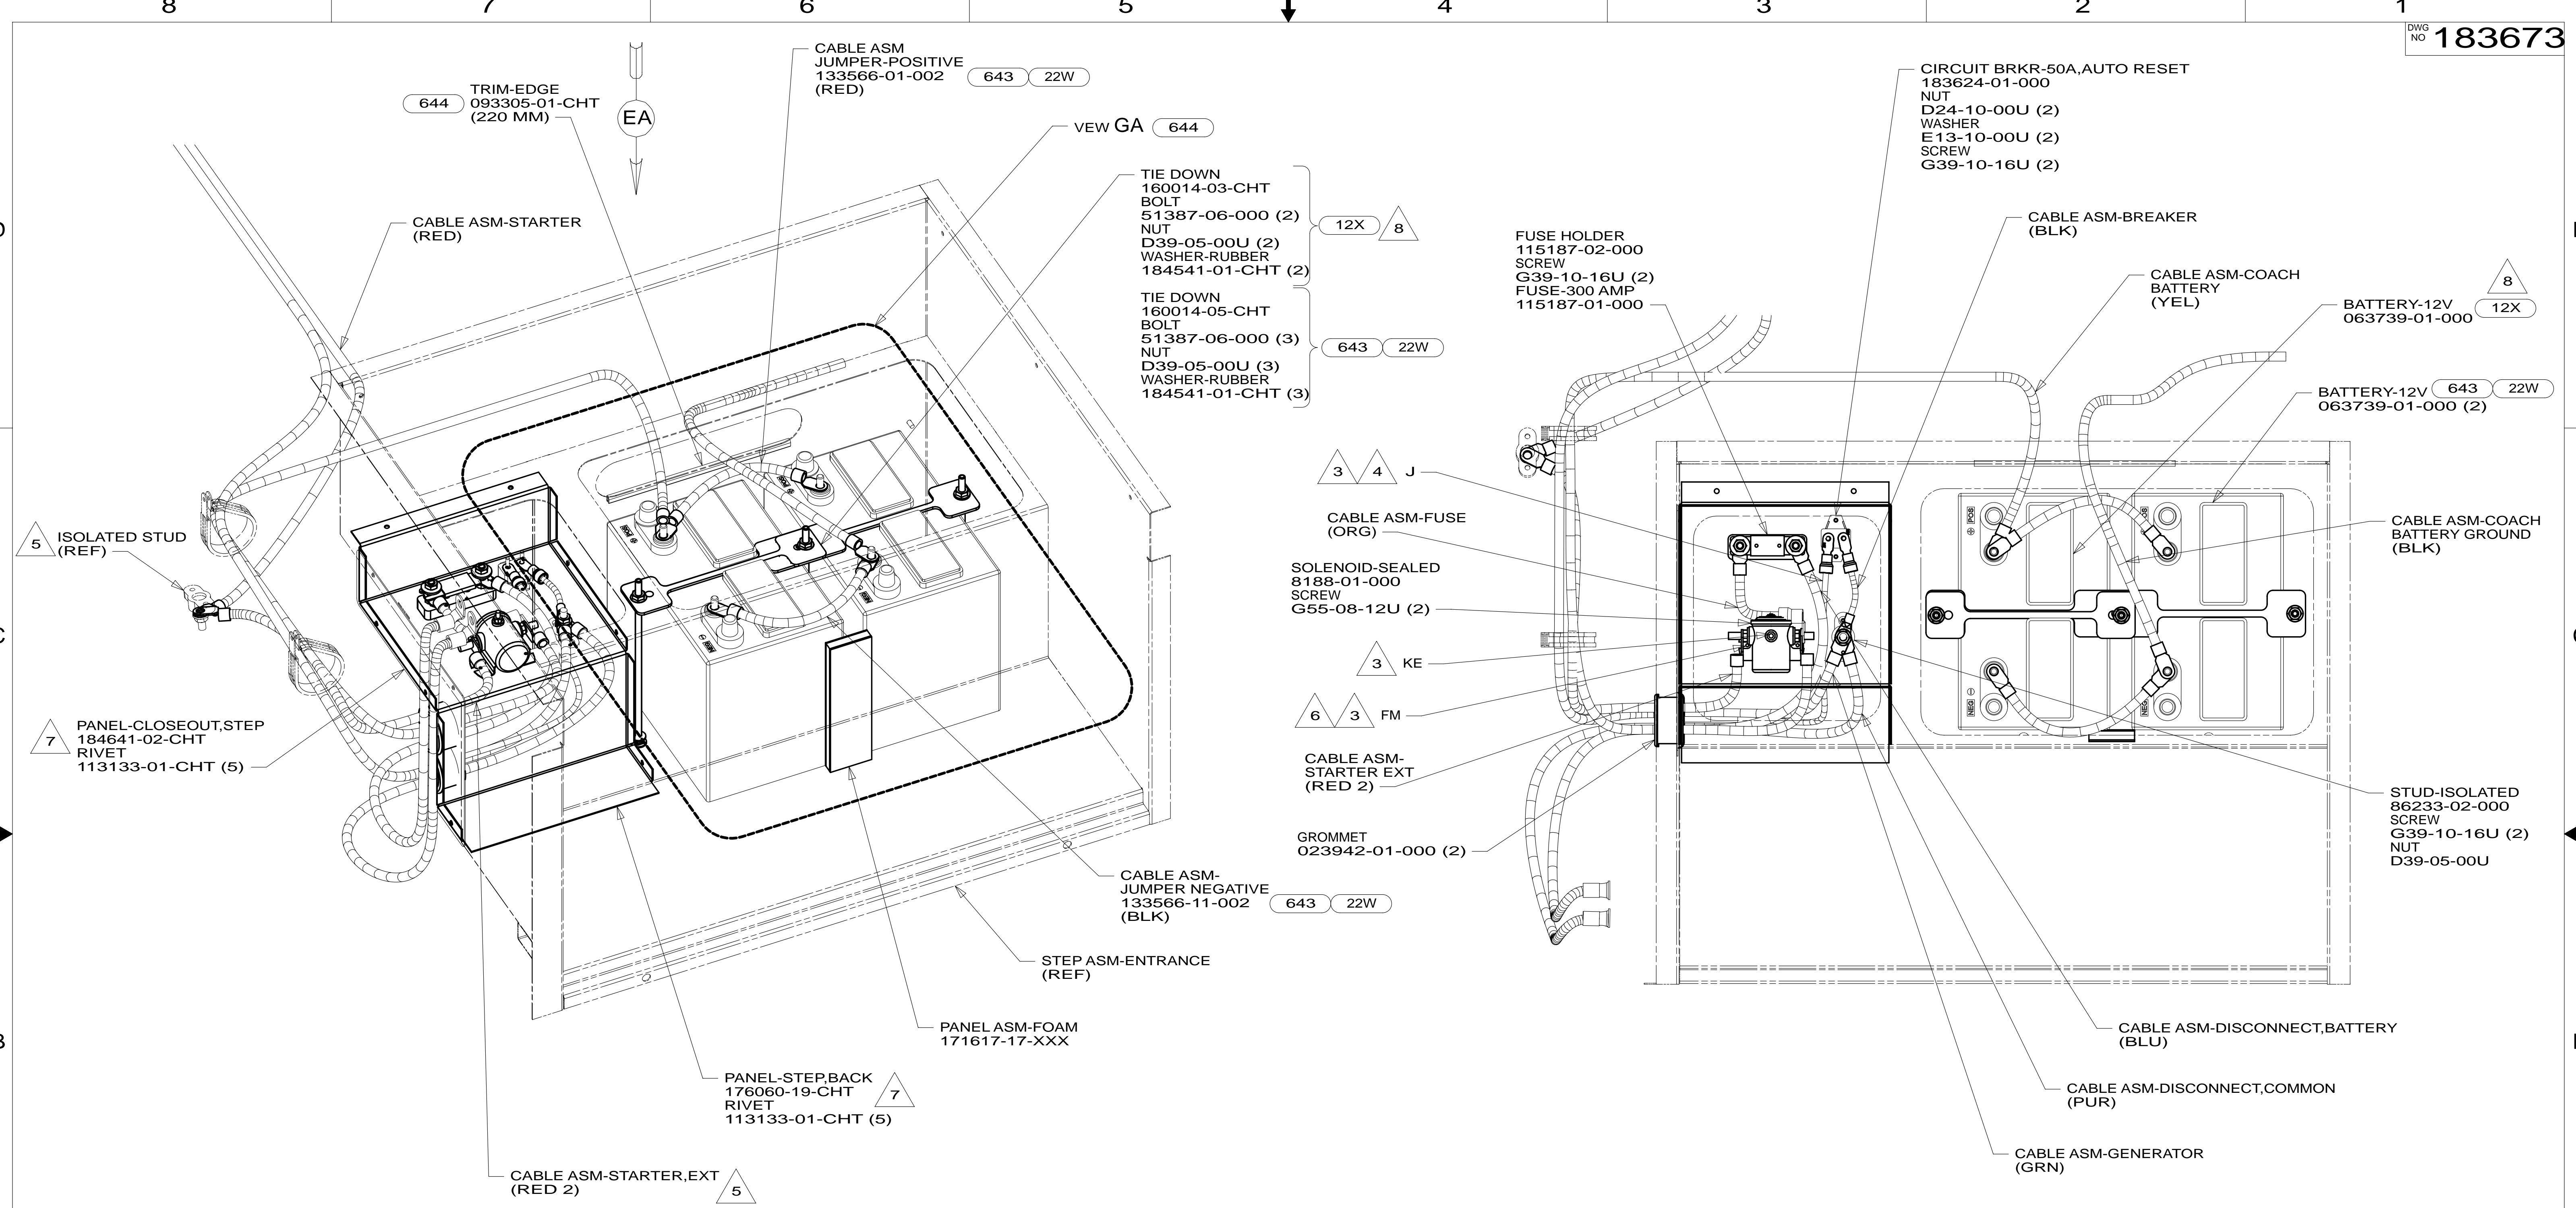 8 7 6 5 4 3 2 1
DWG
NO 183673
CABLE ASM
JUMPER-POSITIVE
133566-01-002 643 22W
(RED)
TRIM-EDGE
644 093305-01-CHT
(220 MM)
EA
VEW GA 644
CABLE ASM-STARTER
(RED)
TIE DOWN
160014-03-CHT
BOLT
51387-06-000 (2)
NUT
D39-05-00U (2)
WASHER-RUBBER
184541-01-CHT (2)
12X 8
TIE DOWN
160014-05-CHT
BOLT
51387-06-000 (3)
NUT
D39-05-00U (3)
WASHER-RUBBER
184541-01-CHT (3)
643 22W
5 ISOLATED STUD
(REF)
7 PANEL-CLOSEOUT,STEP
184641-02-CHT
RIVET
113133-01-CHT (5)
POS
POS
NEG
NEG
CABLE ASM-
JUMPER NEGATIVE
133566-11-002 643 22W
(BLK)
STEP ASM-ENTRANCE
(REF)
PANEL ASM-FOAM
171617-17-XXX
PANEL-STEP,BACK
176060-19-CHT 7
RIVET
113133-01-CHT (5)
CABLE ASM-STARTER,EXT
(RED 2) 5
CIRCUIT BRKR-50A,AUTO RESET
183624-01-000
NUT
D24-10-00U (2)
WASHER
E13-10-00U (2)
SCREW
G39-10-16U (2)
CABLE ASM-BREAKER
(BLK)
FUSE HOLDER
115187-02-000
SCREW
G39-10-16U (2)
FUSE-300 AMP
115187-01-000
CABLE ASM-COACH
BATTERY
(YEL)
8
BATTERY-12V 12X
063739-01-000
BATTERY-12V 643 22W
063739-01-000 (2)
3 4 J
CABLE ASM-FUSE
(ORG)
SOLENOID-SEALED
8188-01-000
SCREW
G55-08-12U (2)
3 KE
6 3 FM
CABLE ASM-
STARTER EXT
(RED 2)
GROMMET
023942-01-000 (2)
POS
NEG
CABLE ASM-COACH
BATTERY GROUND
(BLK)
STUD-ISOLATED
86233-02-000
SCREW
G39-10-16U (2)
NUT
D39-05-00U
CABLE ASM-DISCONNECT,BATTERY
(BLU)
CABLE ASM-DISCONNECT,COMMON
(PUR)
CABLE ASM-GENERATOR
(GRN)